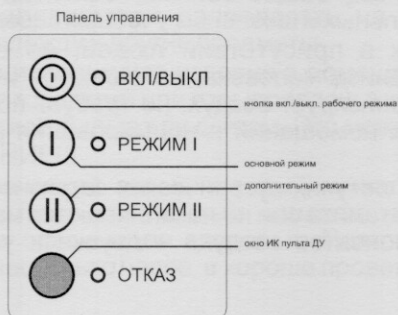 Панель управления
ВКЛ/ВЫКЛ
кнопка вкл./выкл. рабочего режима
РЕЖИМ I
основной режим
дополнительный режим
РЕЖИМ II
окно ИК пульта ДУ
ОТКАЗ